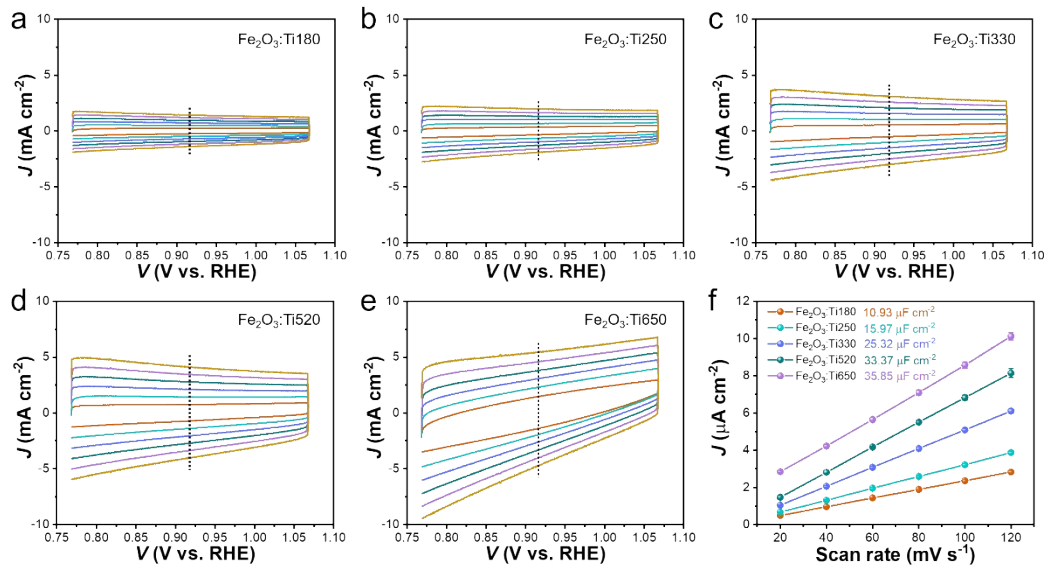 a
Fe₂O₃:Ti180
J (mA cm⁻²)
10
5
0
-5
-10
0.75 0.80 0.85 0.90 0.95 1.00 1.05 1.10
V (V vs. RHE)
b
Fe₂O₃:Ti250
J (mA cm⁻²)
10
5
0
-5
-10
0.75 0.80 0.85 0.90 0.95 1.00 1.05 1.10
V (V vs. RHE)
c
Fe₂O₃:Ti330
J (mA cm⁻²)
10
5
0
-5
-10
0.75 0.80 0.85 0.90 0.95 1.00 1.05 1.10
V (V vs. RHE)
d
Fe₂O₃:Ti520
J (mA cm⁻²)
10
5
0
-5
-10
0.75 0.80 0.85 0.90 0.95 1.00 1.05 1.10
V (V vs. RHE)
e
Fe₂O₃:Ti650
J (mA cm⁻²)
10
5
0
-5
-10
0.75 0.80 0.85 0.90 0.95 1.00 1.05 1.10
V (V vs. RHE)
f
Fe₂O₃:Ti180 10.93 μF cm⁻²
Fe₂O₃:Ti250 15.97 μF cm⁻²
Fe₂O₃:Ti330 25.32 μF cm⁻²
Fe₂O₃:Ti520 33.37 μF cm⁻²
Fe₂O₃:Ti650 35.85 μF cm⁻²
J (μA cm⁻²)
12
10
8
6
4
2
0
20 40 60 80 100 120
Scan rate (mV s⁻¹)